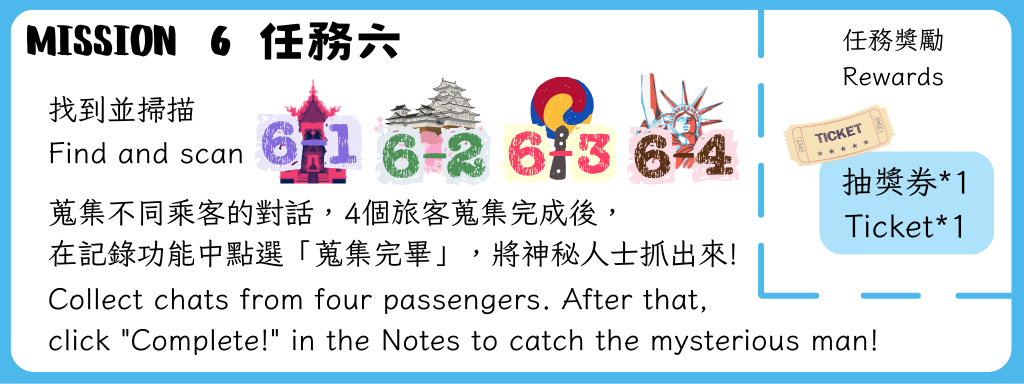 MISSION 6 任務六
找到並掃描
Find and scan
6-1 6-2 6-3 6-4
蒐集不同乘客的對話，4個旅客蒐集完成後，
在記錄功能中點選「蒐集完畢」，將神秘人士抓出來!
Collect chats from four passengers. After that,
click "Complete!" in the Notes to catch the mysterious man!
任務獎勵
Rewards
TICKET
抽獎券*1
Ticket*1